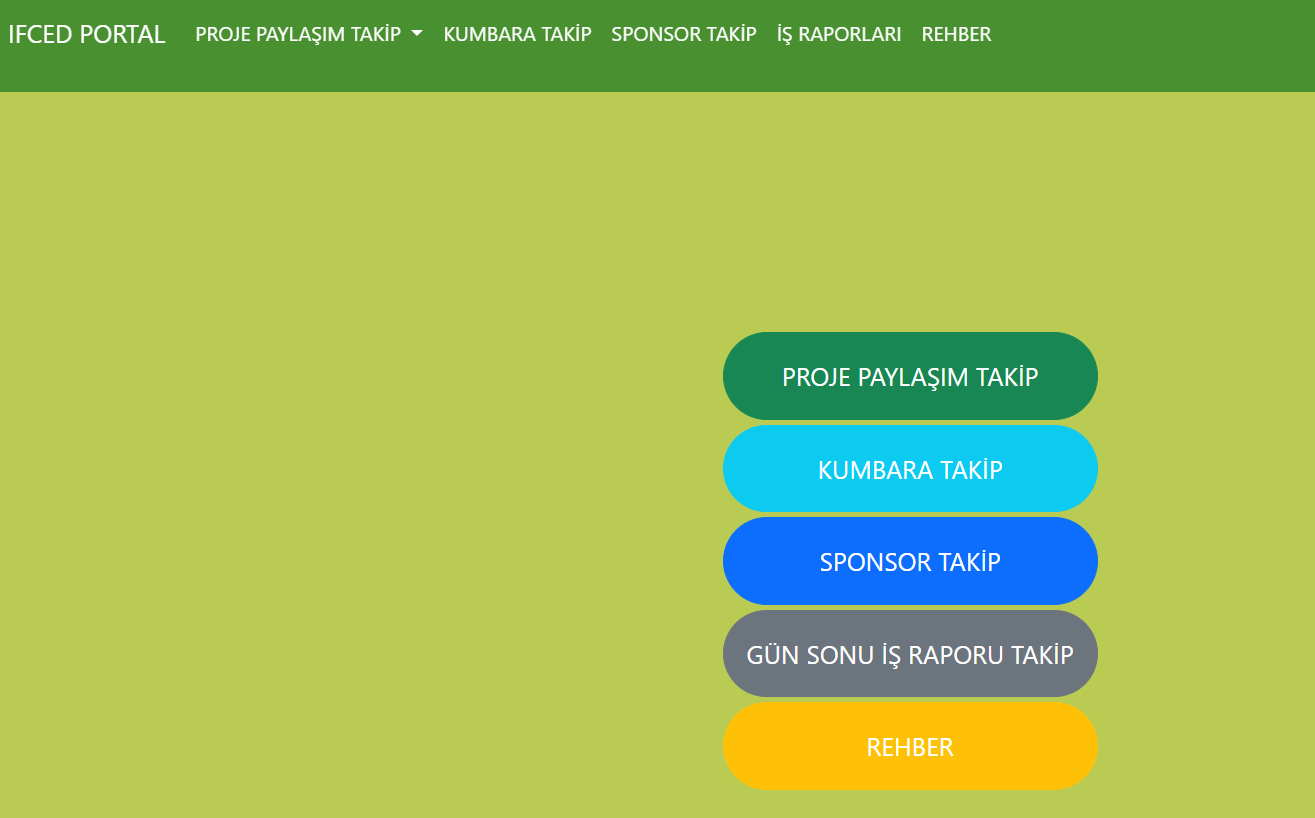 IFCED PORTAL PROJE PAYLAŞIM TAKİP KUMBARA TAKİP SPONSOR TAKİP İŞ RAPORLARI REHBER
PROJE PAYLAŞIM TAKİP
KUMBARA TAKİP
SPONSOR TAKİP
GÜN SONU İŞ RAPORU TAKİP
REHBER